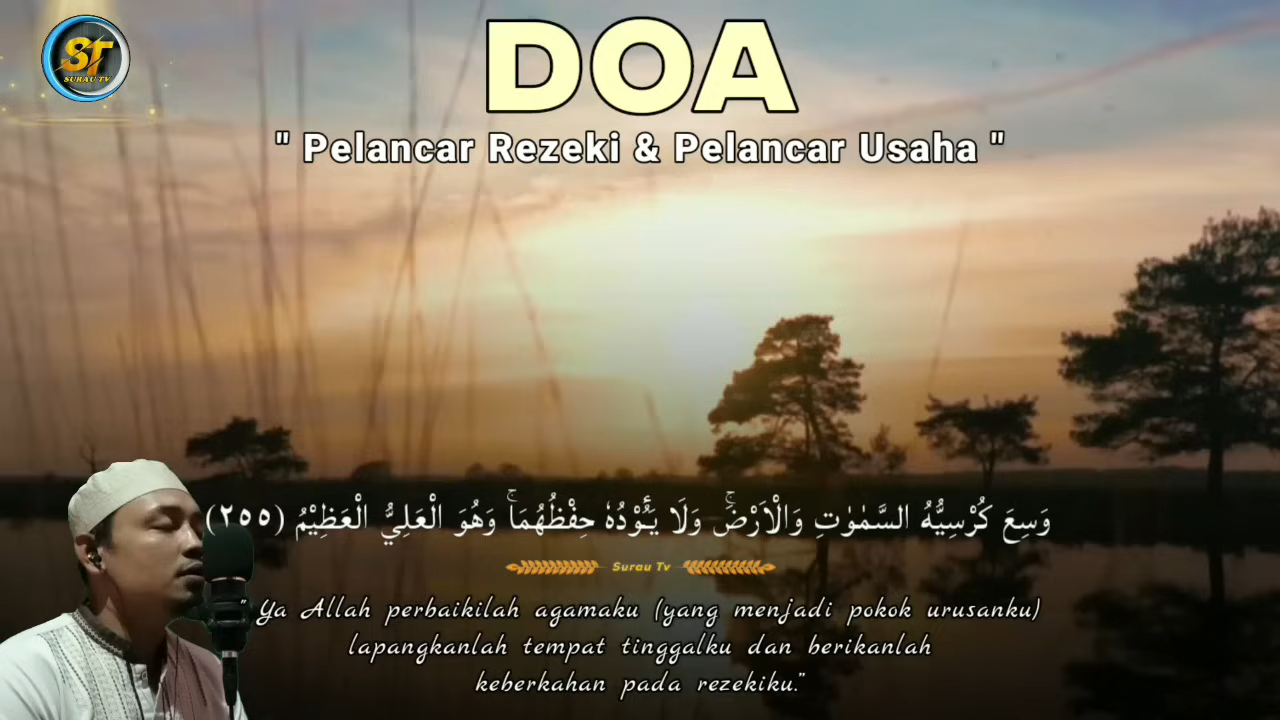 ST
SURAU TV
DOA
" Pelancar Rezeki & Pelancar Usaha "
وَسِعَ كُرْسِيُّهُ السَّمٰوٰتِ وَالْاَرْضَۚ وَلَا يَـُٔوْدُهٗ حِفْظُهُمَاۚ وَهُوَ الْعَلِيُّ الْعَظِيْمُ (٢٥٥)
Surau Tv
" Ya Allah perbaikilah agamaku (yang menjadi pokok urusanku)
lapangkanlah tempat tinggalku dan berikanlah
keberkahan pada rezekiku."